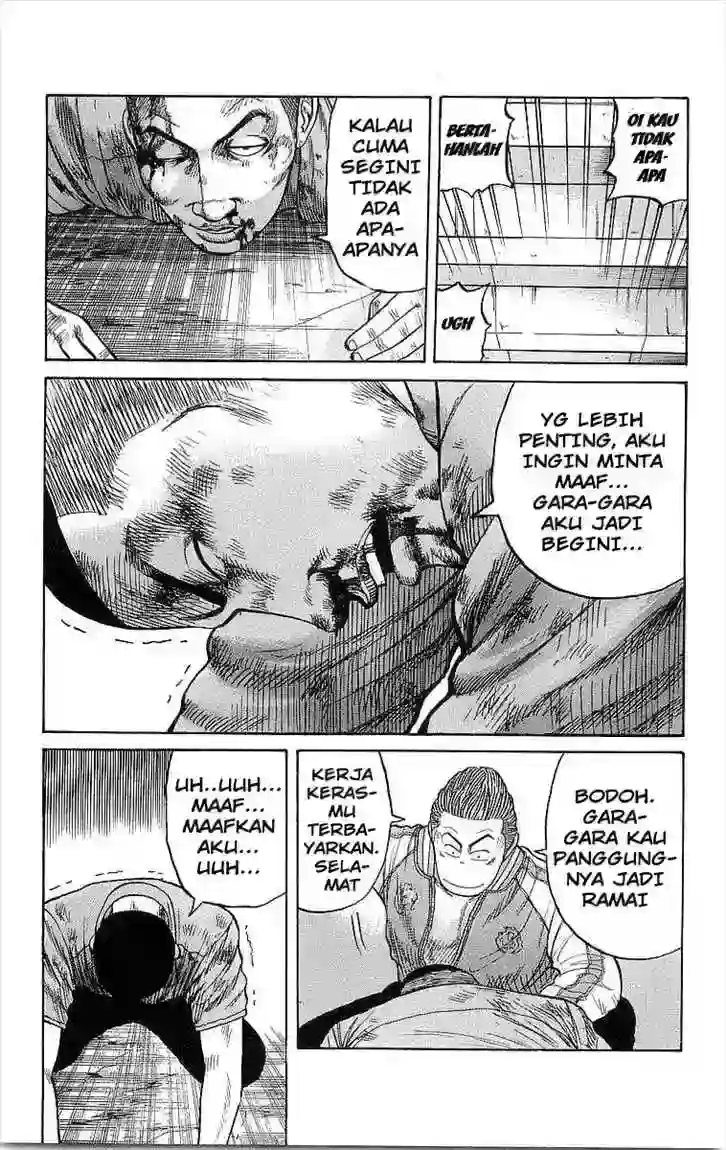 OI KAU
TIDAK
APA-
APA
BERTA-
HANLAH
UGH
KALAU
CUMA
SEGINI
TIDAK
ADA
APA-
APANYA
YG LEBIH
PENTING, AKU
INGIN MINTA
MAAF...
GARA-GARA
AKU JADI
BEGINI...
BODOH.
GARA-
GARA KAU
PANGGUNG-
NYA JADI
RAMAI
KERJA
KERAS-
MU
TERBA-
YARKAN.
SELA-
MAT
UH..UUH...
MAAF...
MAAFKAN
AKU...
UUH...